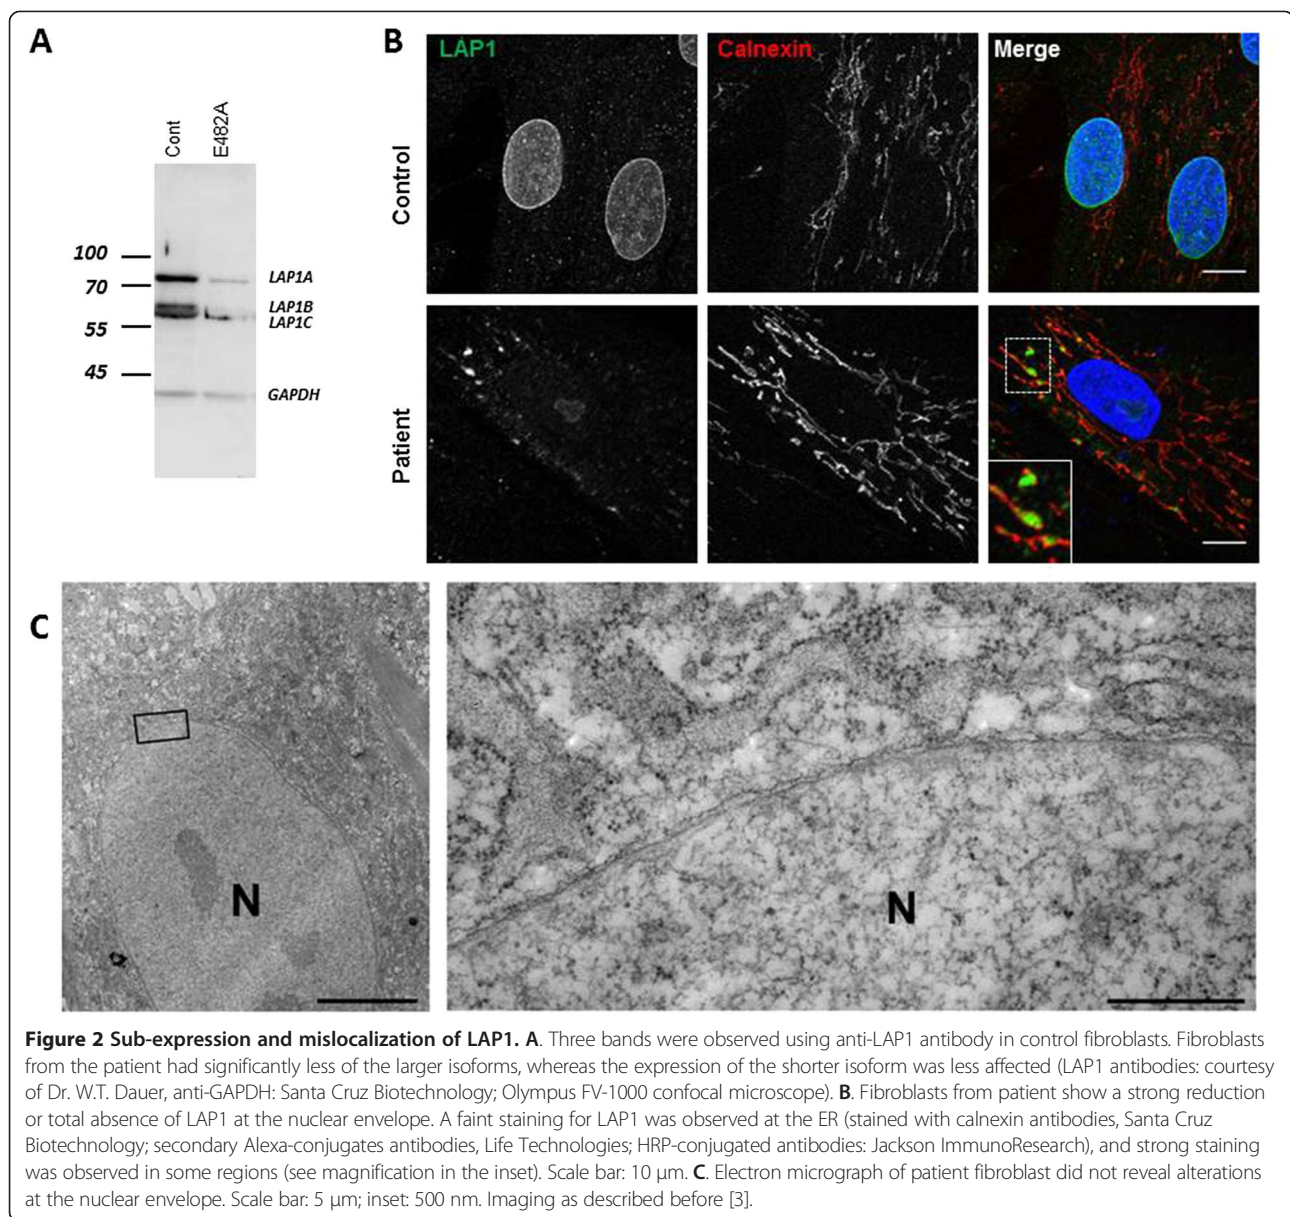 A
B
Cont
E482A
100
70
55
45
LAP1A
LAP1B
LAP1C
GAPDH
LAP1
Calnexin
Merge
Control
Patient
C
N
N
Figure 2 Sub-expression and mislocalization of LAP1. A. Three bands were observed using anti-LAP1 antibody in control fibroblasts. Fibroblasts
from the patient had significantly less of the larger isoforms, whereas the expression of the shorter isoform was less affected (LAP1 antibodies: courtesy
of Dr. W.T. Dauer, anti-GAPDH: Santa Cruz Biotechnology; Olympus FV-1000 confocal microscope). B. Fibroblasts from patient show a strong reduction
or total absence of LAP1 at the nuclear envelope. A faint staining for LAP1 was observed at the ER (stained with calnexin antibodies, Santa Cruz
Biotechnology; secondary Alexa-conjugates antibodies, Life Technologies; HRP-conjugated antibodies: Jackson ImmunoResearch), and strong staining
was observed in some regions (see magnification in the inset). Scale bar: 10 μm. C. Electron micrograph of patient fibroblast did not reveal alterations
at the nuclear envelope. Scale bar: 5 μm; inset: 500 nm. Imaging as described before [3].